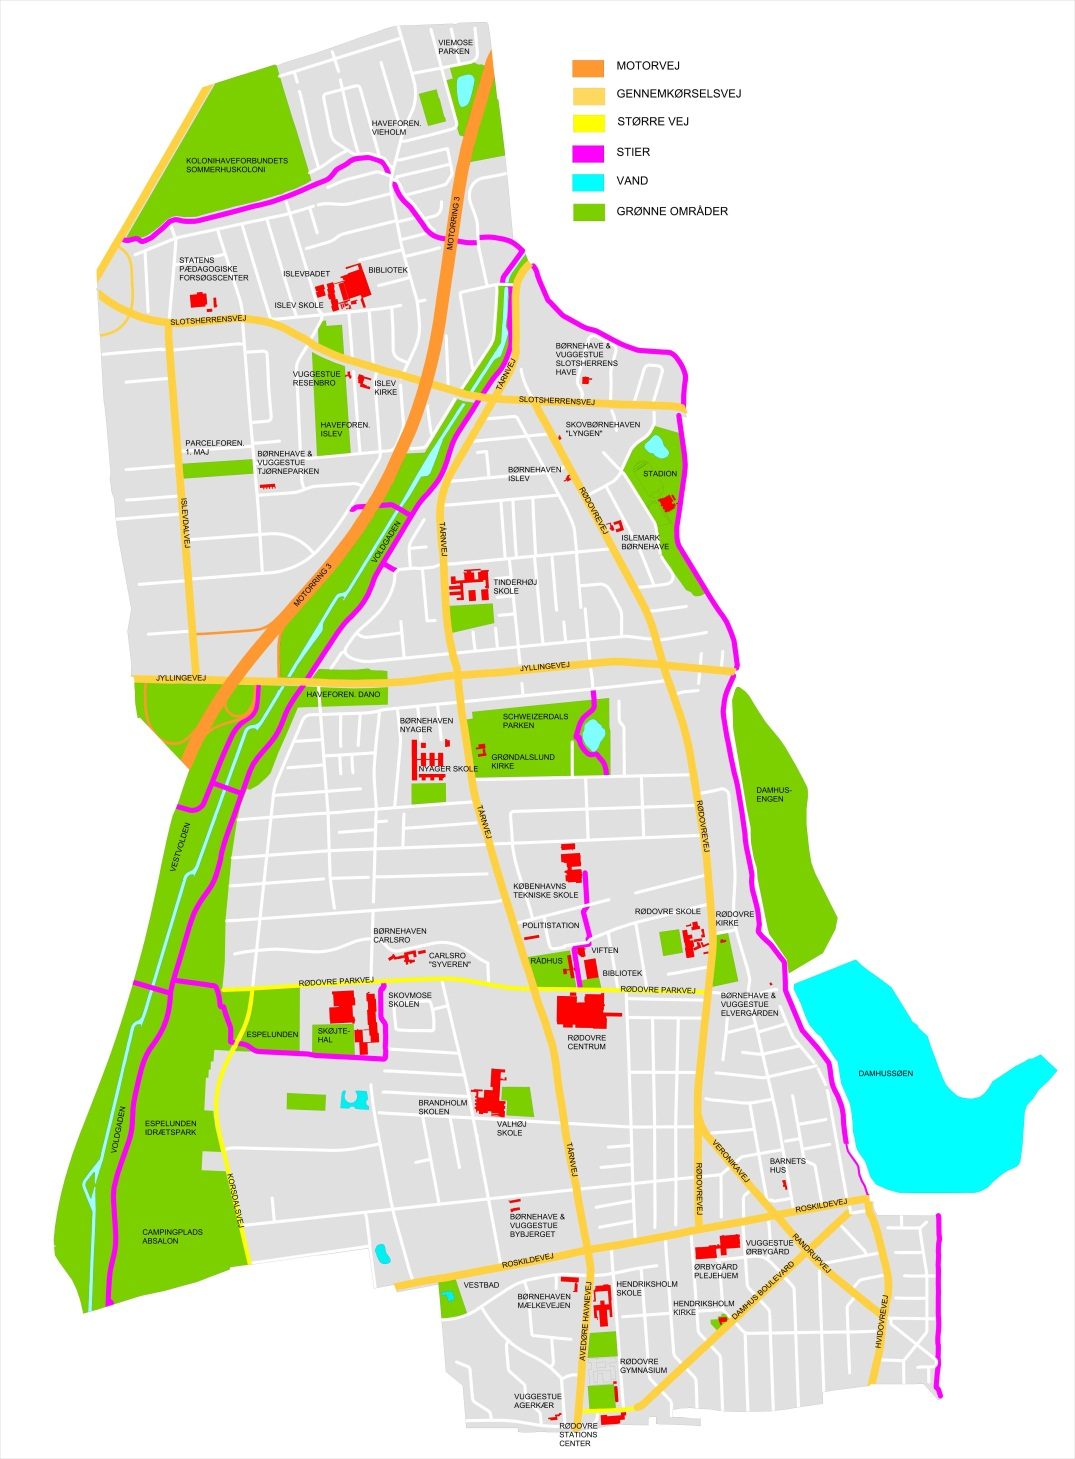 VIEMOSE
PARKEN
MOTORVEJ
GENNEMKØRSELSVEJ
STØRRE VEJ
STIER
VAND
GRØNNE OMRÅDER
HAVEFOREN.
VIEHOLM
KOLONIHAVEFORBUNDETS
SOMMERHUSKOLONI
MOTORRING 3
STATENS
PÆDAGOGISKE
FORSØGSCENTER
ISLEVBADET
BIBLIOTEK
ISLEV SKOLE
SLOTSHERRENSVEJ
BØRNEHAVE &
VUGGESTUE
SLOTSHERRENS
HAVE
TÅRNVEJ
VUGGESTUE
RESENBRO
ISLEV
KIRKE
SLOTSHERRENSVEJ
HAVEFOREN.
ISLEV
SKOVBØRNEHAVEN
"LYNGEN"
PARCELFOREN.
1. MAJ
BØRNEHAVE &
VUGGESTUE
TJØRNEPARKEN
BØRNEHAVEN
ISLEV
STADION
ISLEVDALVEJ
RØDOVREVEJ
VOLDGADEN
TÅRNVEJ
ISLEMARK
BØRNEHAVE
MOTORRING 3
TINDERHØJ
SKOLE
JYLLINGEVEJ
JYLLINGEVEJ
HAVEFOREN. DANO
BØRNEHAVEN
NYAGER
SCHWEIZERDALS
PARKEN
GRØNDALSLUND
KIRKE
NYAGER SKOLE
DAMHUS-
ENGEN
TÅRNVEJ
RØDOVREVEJ
VESTVOLDEN
KØBENHAVNS
TEKNISKE SKOLE
RØDOVRE SKOLE
RØDOVRE
KIRKE
POLITISTATION
BØRNEHAVEN
CARLSRO
CARLSRO
"SYVEREN"
VIFTEN
RÅDHUS
BIBLIOTEK
RØDOVRE PARKVEJ
RØDOVRE PARKVEJ
SKOVMOSE
SKOLEN
BØRNEHAVE &
VUGGESTUE
ELVERGÅRDEN
ESPELUNDEN
SKØJTE-
HAL
RØDOVRE
CENTRUM
DAMHUSSØEN
BRANDHOLM
SKOLEN
VALHØJ
SKOLE
VOLDGADEN
ESPELUNDEN
IDRÆTSPARK
TÅRNVEJ
VERONIKAVEJ
BARNETS
HUS
KORSDALSVEJ
RØDOVREVEJ
ROSKILDEVEJ
BØRNEHAVE &
VUGGESTUE
BYBJERGET
CAMPINGPLADS
ABSALON
ROSKILDEVEJ
RANDRUPVEJ
VUGGESTUE
ØRBYGÅRD
ØRBYGÅRD
PLEJEHJEM
VESTBAD
BØRNEHAVEN
MÆLKEVEJEN
HENDRIKSHOLM
SKOLE
DAMHUS BOULEVARD
HENDRIKSHOLM
KIRKE
AVEDØRE HAVNEVEJ
HVIDOVREVEJ
RØDOVRE
GYMNASIUM
VUGGESTUE
AGERKÆR
RØDOVRE
STATIONS
CENTER